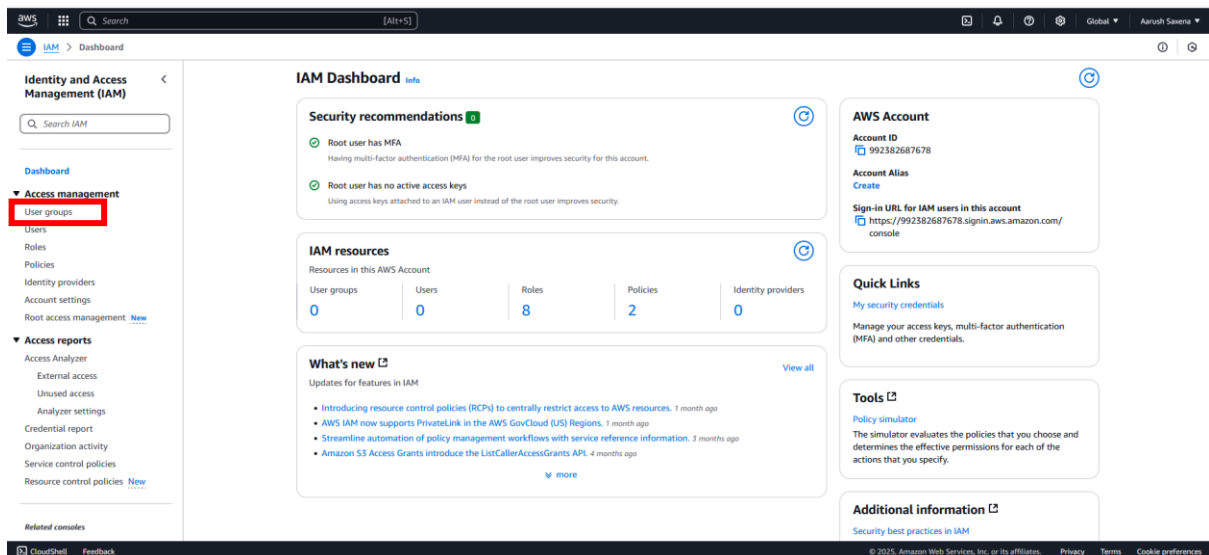 aws
Search
[Alt+S]
Global ▼
Aarush Saxena ▼
IAM > Dashboard
Identity and Access
Management (IAM)
Search IAM
Dashboard
▼ Access management
User groups
Users
Roles
Policies
Identity providers
Account settings
Root access management New
▼ Access reports
Access Analyzer
External access
Unused access
Analyzer settings
Credential report
Organization activity
Service control policies
Resource control policies New
Related consoles
IAM Dashboard Info
Security recommendations 0
Root user has MFA
Having multi-factor authentication (MFA) for the root user improves security for this account.
Root user has no active access keys
Using access keys attached to an IAM user instead of the root user improves security.
IAM resources
Resources in this AWS Account
User groups
0
Users
0
Roles
8
Policies
2
Identity providers
0
What's new
View all
Updates for features in IAM
• Introducing resource control policies (RCPs) to centrally restrict access to AWS resources. 1 month ago
• AWS IAM now supports PrivateLink in the AWS GovCloud (US) Regions. 1 month ago
• Streamline automation of policy management workflows with service reference information. 3 months ago
• Amazon S3 Access Grants introduce the ListCallerAccessGrants API. 4 months ago
more
AWS Account
Account ID
992382687678
Account Alias
Create
Sign-in URL for IAM users in this account
https://992382687678.signin.aws.amazon.com/
console
Quick Links
My security credentials
Manage your access keys, multi-factor authentication
(MFA) and other credentials.
Tools
Policy simulator
The simulator evaluates the policies that you choose and
determines the effective permissions for each of the
actions that you specify.
Additional information
Security best practices in IAM
CloudShell
Feedback
© 2025, Amazon Web Services, Inc. or its affiliates.
Privacy
Terms
Cookie preferences